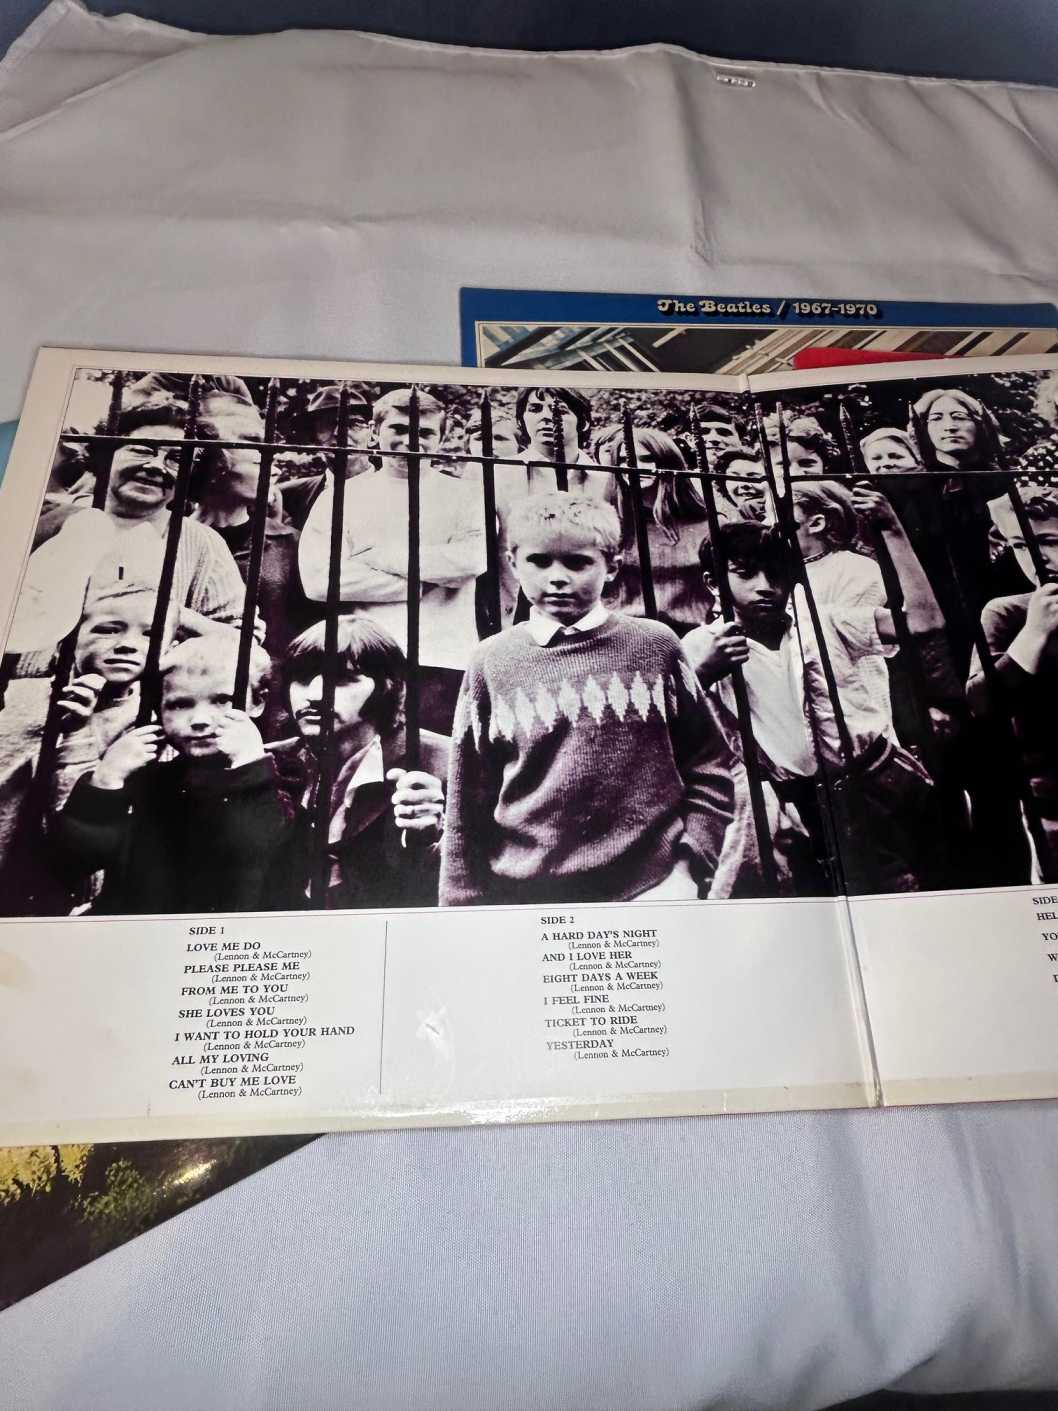 The Beatles / 1967-1970
SIDE 1
LOVE ME DO
(Lennon & McCartney)
PLEASE PLEASE ME
(Lennon & McCartney)
FROM ME TO YOU
(Lennon & McCartney)
SHE LOVES YOU
(Lennon & McCartney)
I WANT TO HOLD YOUR HAND
(Lennon & McCartney)
ALL MY LOVING
(Lennon & McCartney)
CAN'T BUY ME LOVE
(Lennon & McCartney)
SIDE 2
A HARD DAY'S NIGHT
(Lennon & McCartney)
AND I LOVE HER
(Lennon & McCartney)
EIGHT DAYS A WEEK
(Lennon & McCartney)
I FEEL FINE
(Lennon & McCartney)
TICKET TO RIDE
(Lennon & McCartney)
YESTERDAY
(Lennon & McCartney)
SIDE
HEL
YO
W